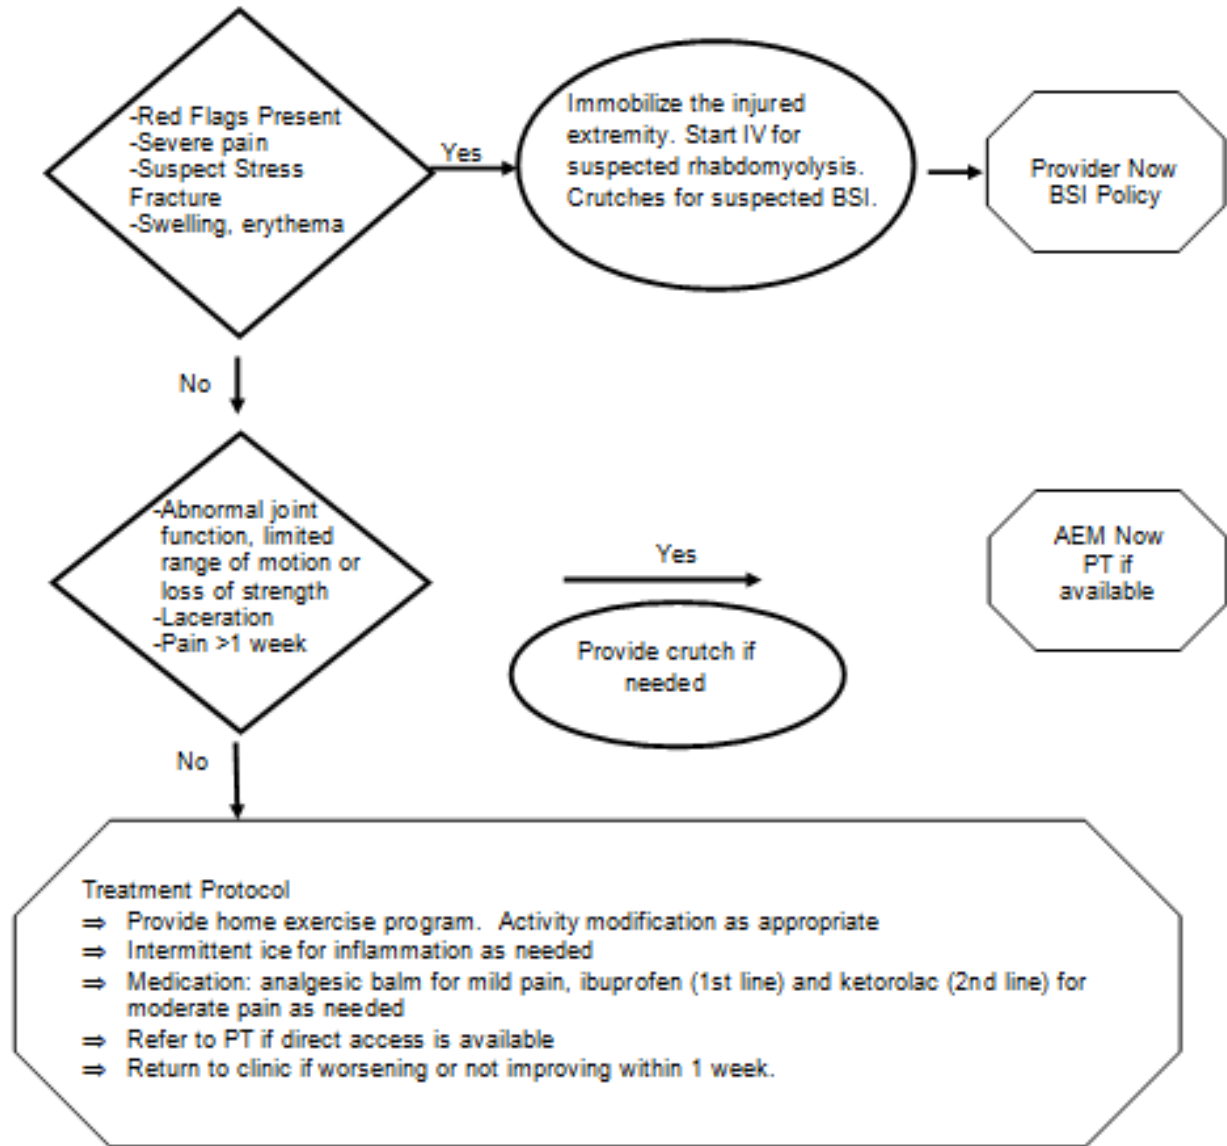 -Red Flags Present
-Severe pain
-Suspect Stress
Fracture
-Swelling, erythema
Yes
Immobilize the injured
extremity. Start IV for
suspected rhabdomyolysis.
Crutches for suspected BSI.
Provider Now
BSI Policy
No
-Abnormal joint
function, limited
range of motion or
loss of strength
-Laceration
-Pain >1 week
Yes
Provide crutch if
needed
AEM Now
PT if
available
No
Treatment Protocol
⇒ Provide home exercise program. Activity modification as appropriate
⇒ Intermittent ice for inflammation as needed
⇒ Medication: analgesic balm for mild pain, ibuprofen (1st line) and ketorolac (2nd line) for
moderate pain as needed
⇒ Refer to PT if direct access is available
⇒ Return to clinic if worsening or not improving within 1 week.